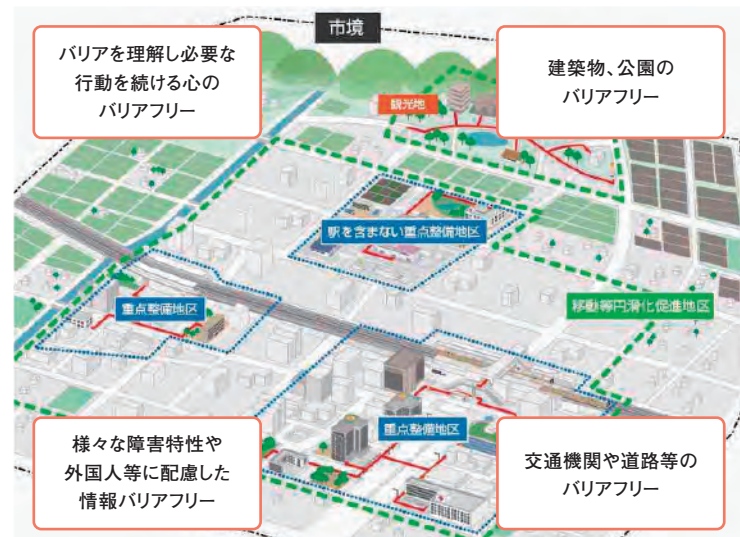 市境
バリアを理解し必要な
行動を続ける心の
バリアフリー
建築物、公園の
バリアフリー
観光地
駅を含まない重点整備地区
重点整備地区
移動等円滑化促進地区
重点整備地区
様々な障害特性や
外国人等に配慮した
情報バリアフリー
交通機関や道路等の
バリアフリー